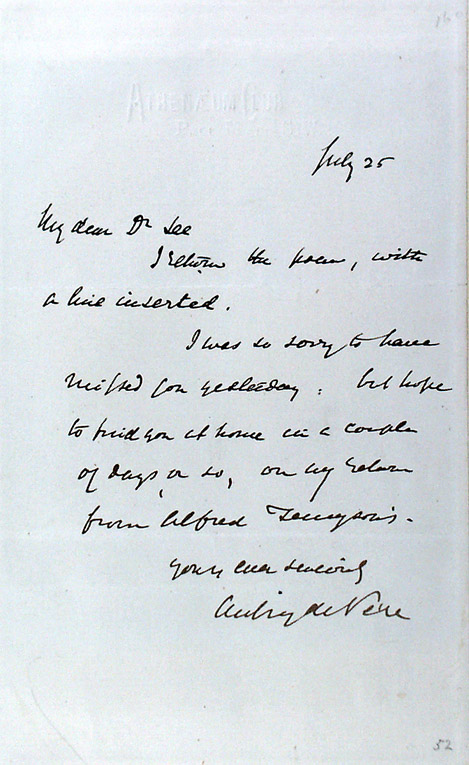 ATHENÆUM CLUB
PALL MALL S.W.
July 25
My dear Dr Lee
I return the poem, with
a line inserted.
I was so sorry to have
missed you yesterday: but hope
to find you at home in a couple
of days, or so, on my return
from Alfred Tennyson's.
Yours ever sincerely
Aubrey de Vere
52